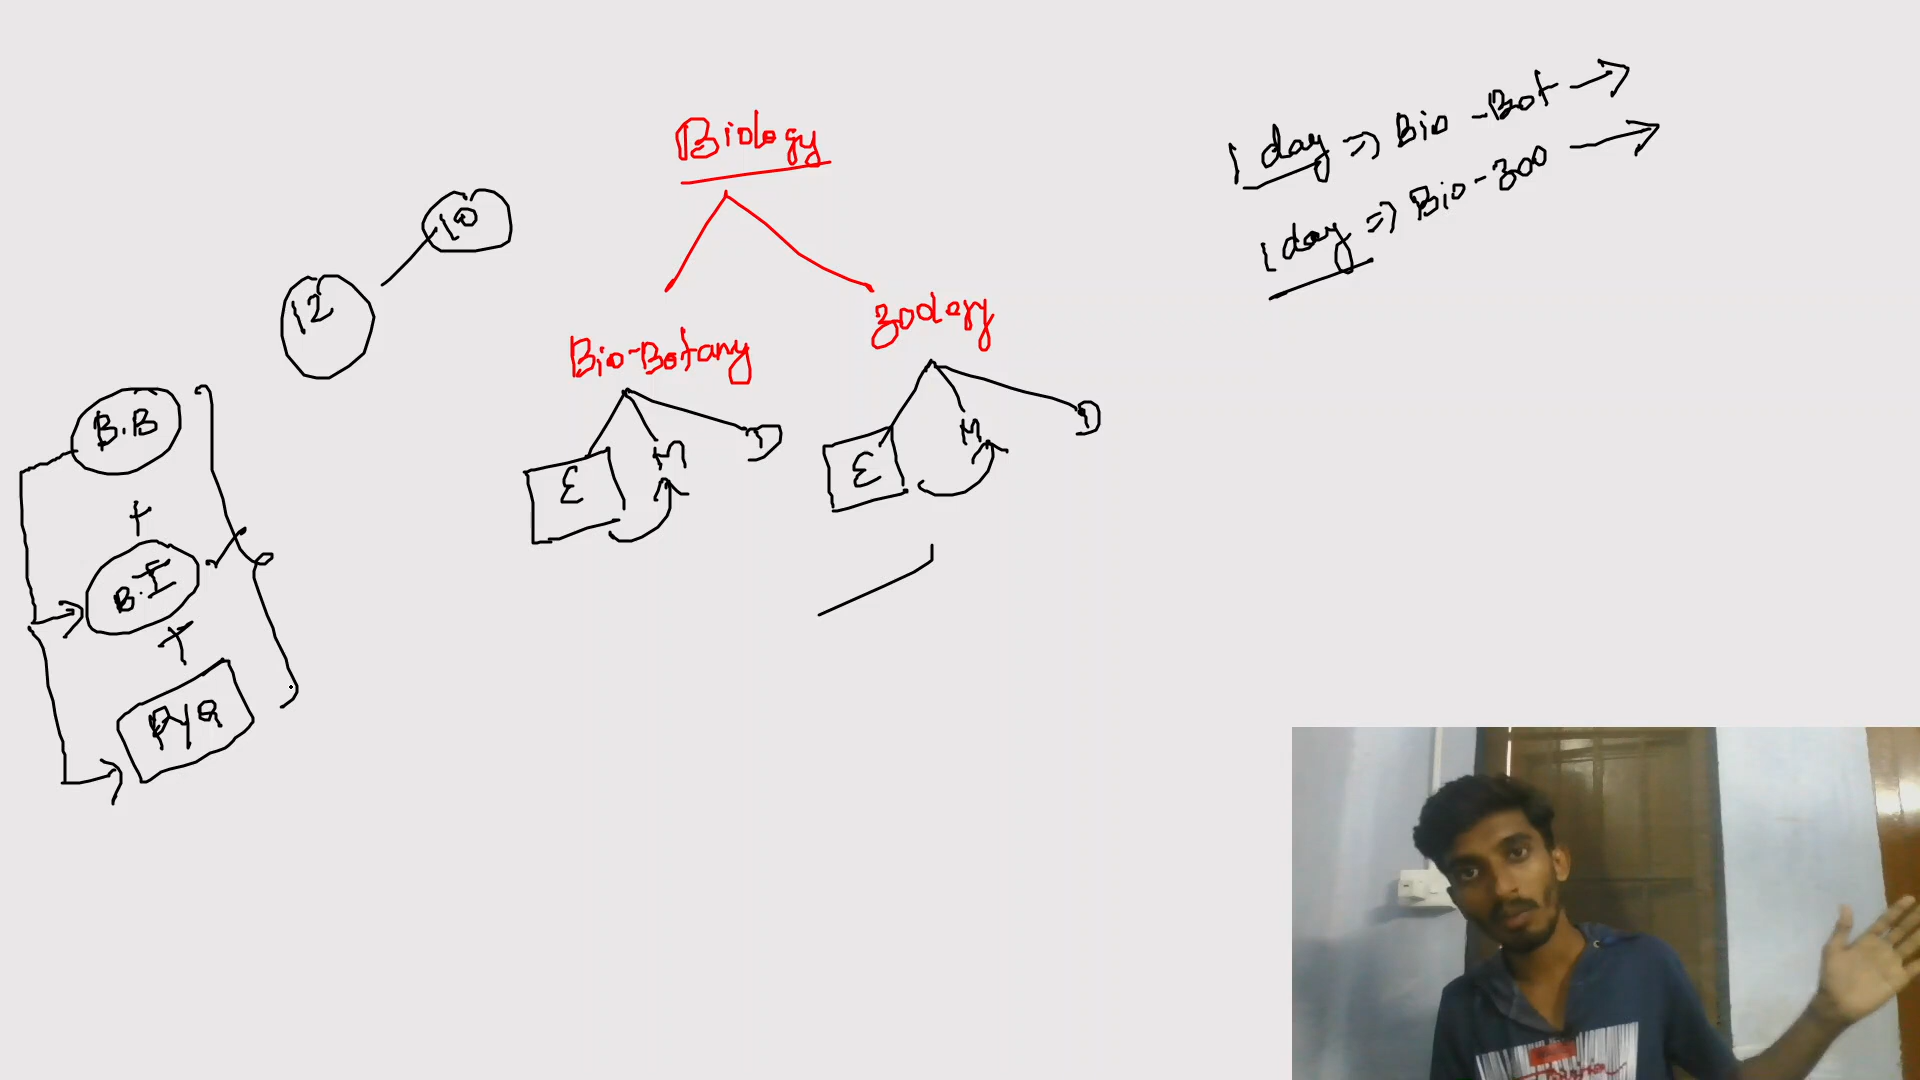 Biology
Bio-Botany
Zoology
E
M
D
E
M
D
10
12
B.B
+
B.I
+
PYQ
1 day => Bio-Bot →
1 day => Bio-Zoo →